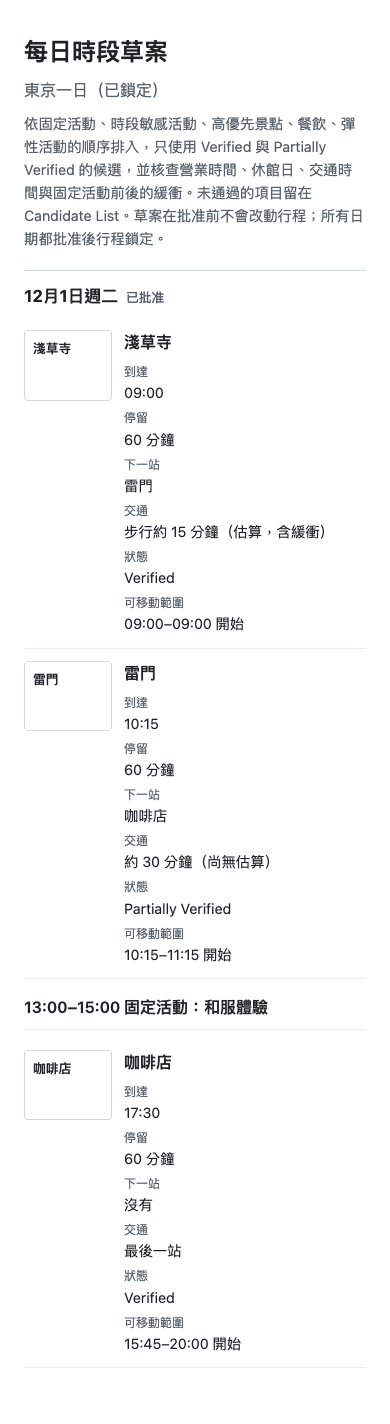 每日時段草案
東京一日（已鎖定）
依固定活動、時段敏感活動、高優先景點、餐飲、彈
性活動的順序排入，只使用 Verified 與 Partially
Verified 的候選，並核查營業時間、休館日、交通時
間與固定活動前後的緩衝。未通過的項目留在
Candidate List。草案在批准前不會改動行程；所有日
期都批准後行程鎖定。
12月1日週二 已批准
淺草寺
淺草寺
到達
09:00
停留
60 分鐘
下一站
雷門
交通
步行約 15 分鐘（估算，含緩衝）
狀態
Verified
可移動範圍
09:00–09:00 開始
雷門
雷門
到達
10:15
停留
60 分鐘
下一站
咖啡店
交通
約 30 分鐘（尚無估算）
狀態
Partially Verified
可移動範圍
10:15–11:15 開始
13:00–15:00 固定活動：和服體驗
咖啡店
咖啡店
到達
17:30
停留
60 分鐘
下一站
沒有
交通
最後一站
狀態
Verified
可移動範圍
15:45–20:00 開始